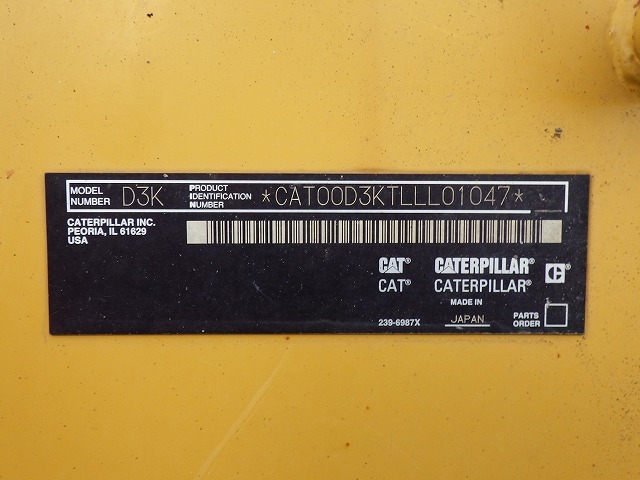 MODEL NUMBER D3K PRODUCT IDENTIFICATION NUMBER *CAT00D3KTLLL01047*
CATERPILLAR INC.
PEORIA, IL 61629
USA
CAT® CATERPILLAR® C®
CAT® CATERPILLAR®
MADE IN
239-6987X JAPAN PARTS ORDER